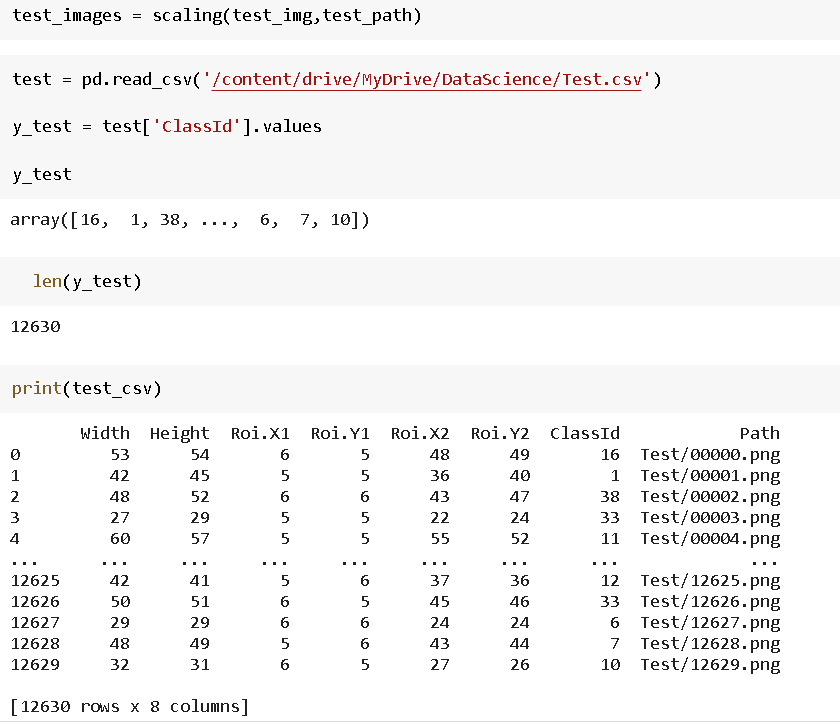 test_images = scaling(test_img,test_path)
test = pd.read_csv('/content/drive/MyDrive/DataScience/Test.csv')
y_test = test['ClassId'].values
y_test
array([16,  1, 38, ...,  6,  7, 10])
len(y_test)
12630
print(test_csv)
       Width  Height  Roi.X1  Roi.Y1  Roi.X2  Roi.Y2  ClassId            Path
0         53      54       6       5      48      49       16  Test/00000.png
1         42      45       5       5      36      40        1  Test/00001.png
2         48      52       6       6      43      47       38  Test/00002.png
3         27      29       5       5      22      24       33  Test/00003.png
4         60      57       5       5      55      52       11  Test/00004.png
...      ...     ...     ...     ...     ...     ...      ...             ...
12625     42      41       5       6      37      36       12  Test/12625.png
12626     50      51       6       5      45      46       33  Test/12626.png
12627     29      29       6       6      24      24        6  Test/12627.png
12628     48      49       5       6      43      44        7  Test/12628.png
12629     32      31       6       5      27      26       10  Test/12629.png
[12630 rows x 8 columns]